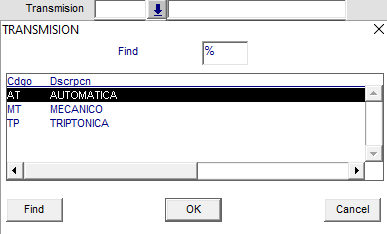 Transmision
TRANSMISION
Find %
Cdgo Dscrpcn
AT AUTOMATICA
MT MECANICO
TP TRIPTONICA
Find OK Cancel